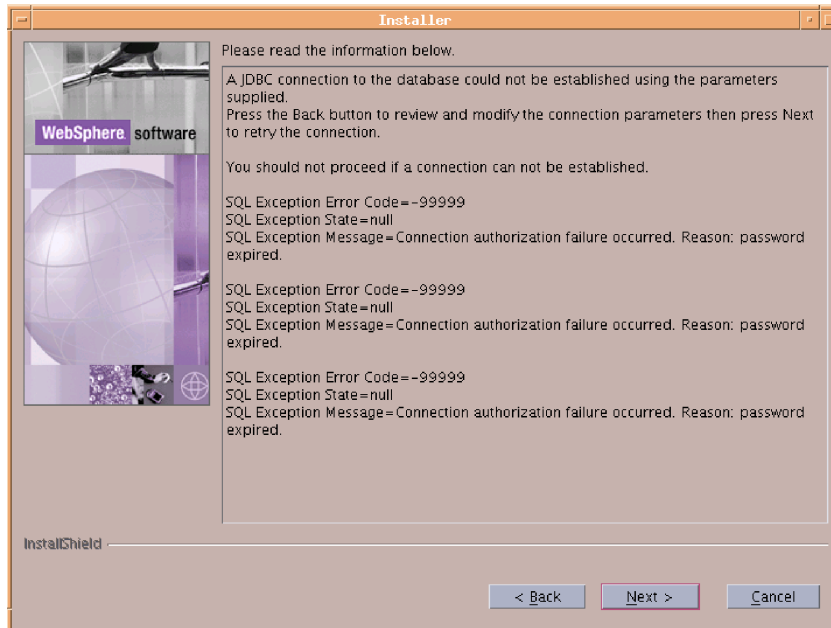 Installer
Please read the information below.
WebSphere software
A JDBC connection to the database could not be established using the parameters
supplied.
Press the Back button to review and modify the connection parameters then press Next
to retry the connection.
You should not proceed if a connection can not be established.
SQL Exception Error Code=-99999
SQL Exception State=null
SQL Exception Message=Connection authorization failure occurred. Reason: password
expired.
SQL Exception Error Code=-99999
SQL Exception State=null
SQL Exception Message=Connection authorization failure occurred. Reason: password
expired.
SQL Exception Error Code=-99999
SQL Exception State=null
SQL Exception Message=Connection authorization failure occurred. Reason: password
expired.
InstallShield
< Back
Next >
Cancel